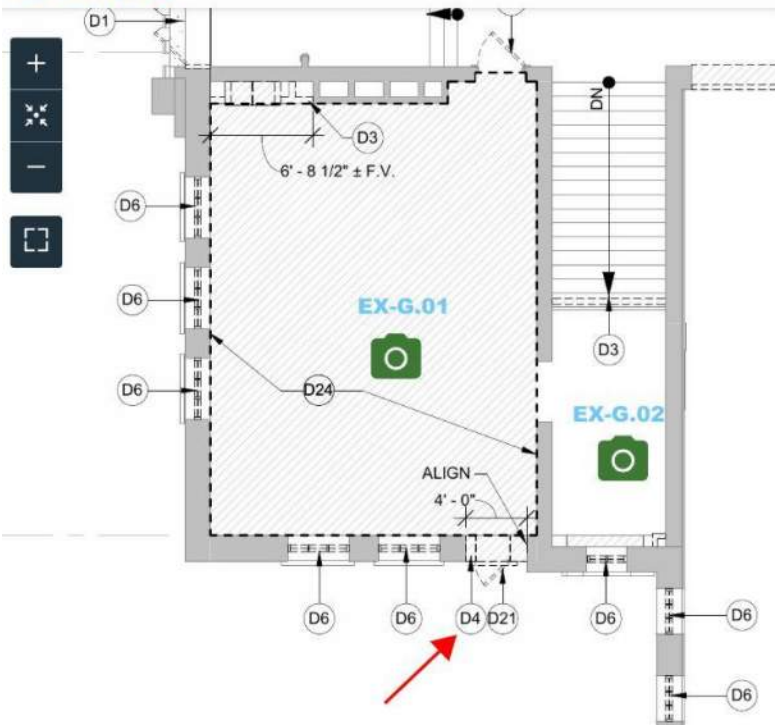 D1
DN
D3
6' - 8 1/2" ± F.V.
D6
EX-G.01
D6
D3
D6
D24
EX-G.02
ALIGN
4' - 0"
D6
D6
D4
D21
D6
D6
D6